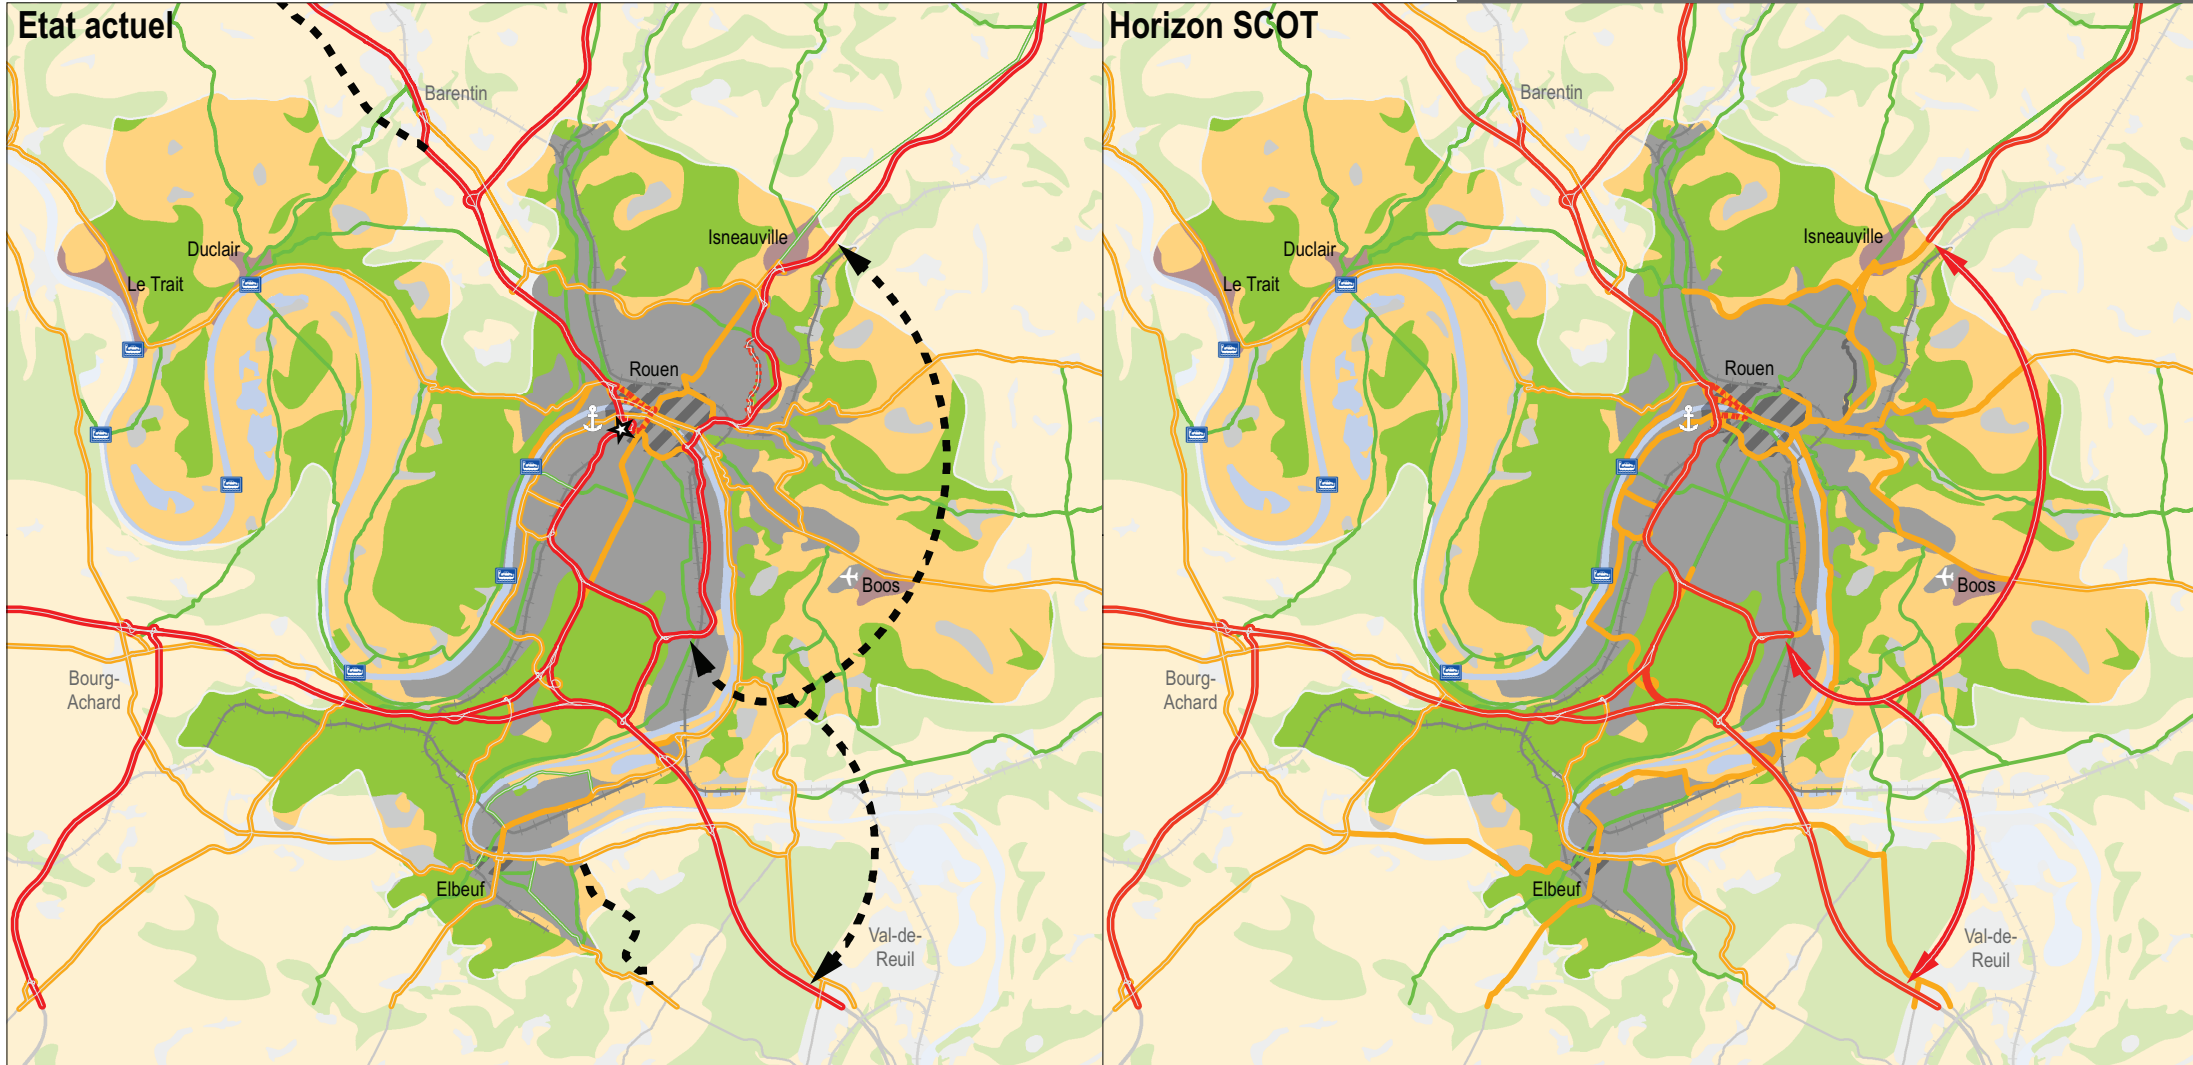 Etat actuel
Barentin
Isneauville
Duclair
Le Trait
Rouen
Boos
Bourg-
Achard
Elbeuf
Val-de-
Reuil
Horizon SCOT
Barentin
Isneauville
Duclair
Le Trait
Rouen
Boos
Bourg-
Achard
Elbeuf
Val-de-
Reuil